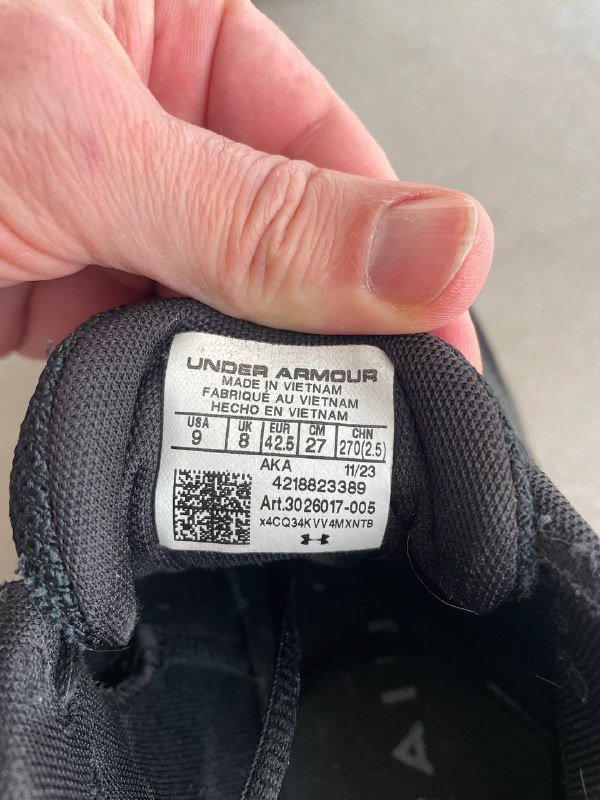 UNDER ARMOUR
MADE IN VIETNAM
FABRIQUÉ AU VIETNAM
HECHO EN VIETNAM
USA UK EUR CM CHN
9 8 42.5 27 270(2.5)
AKA 11/23
4218823389
Art.3026017-005
x4CQ34KVV4MXNTB